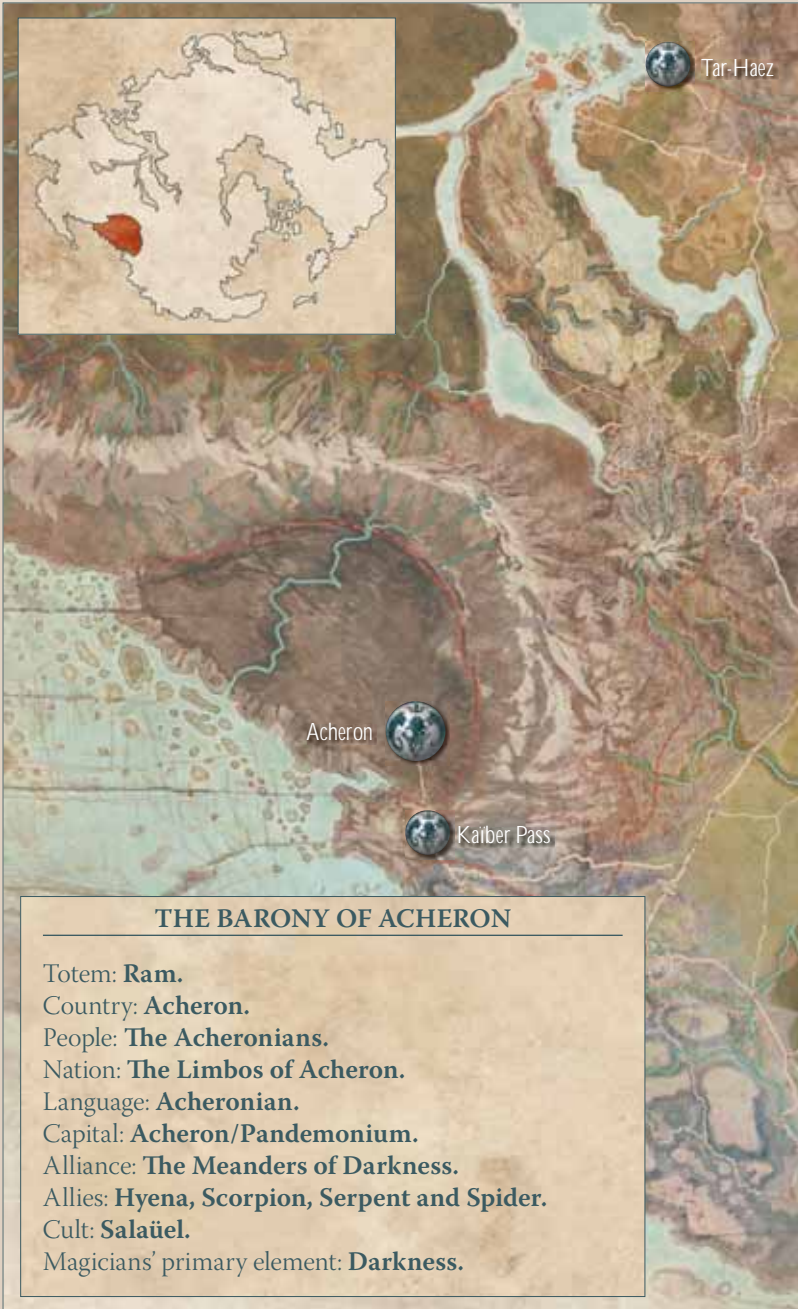 Tar-Haez
Acheron
Kaïber Pass
THE BARONY OF ACHERON
Totem: Ram.
Country: Acheron.
People: The Acheronians.
Nation: The Limbos of Acheron.
Language: Acheronian.
Capital: Acheron/Pandemonium.
Alliance: The Meanders of Darkness.
Allies: Hyena, Scorpion, Serpent and Spider.
Cult: Salaüel.
Magicians’ primary element: Darkness.